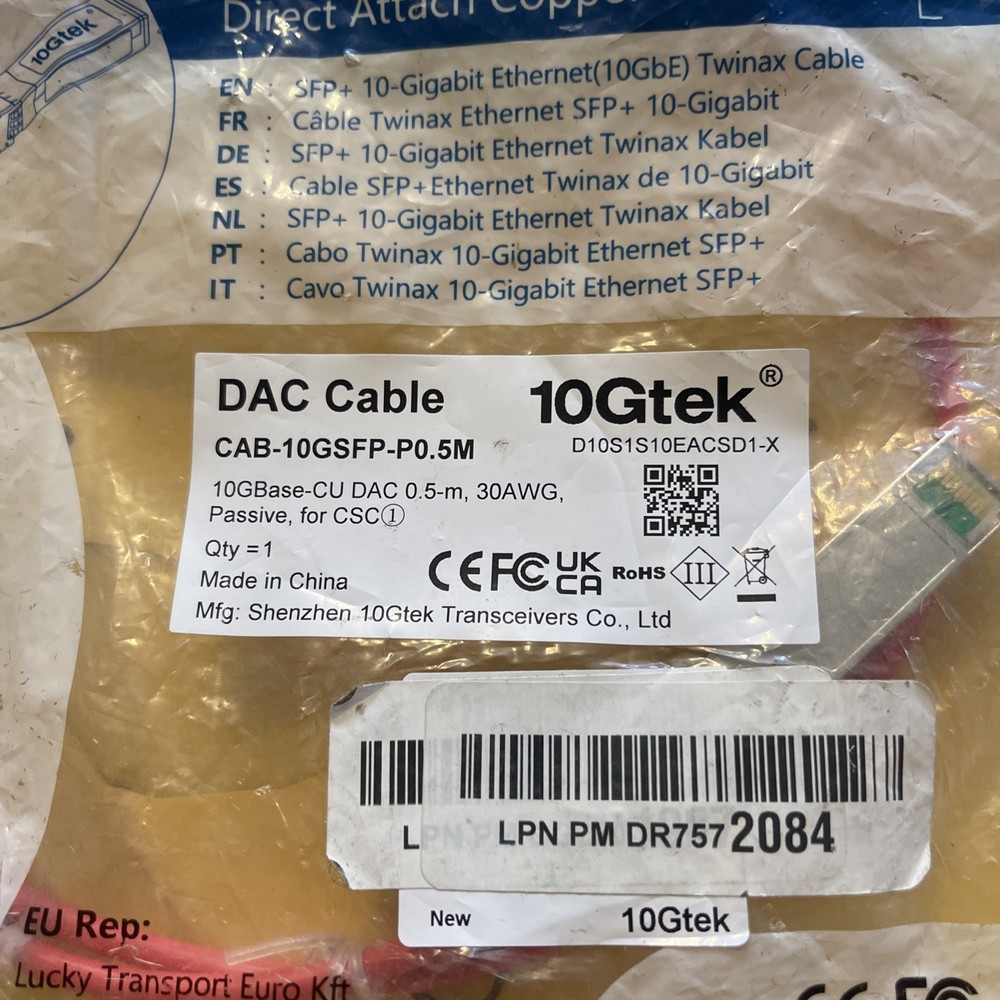 10Gtek®
Direct Attach Copper
EN : SFP+ 10-Gigabit Ethernet(10GbE) Twinax Cable
FR : Câble Twinax Ethernet SFP+ 10-Gigabit
DE : SFP+ 10-Gigabit Ethernet Twinax Kabel
ES : Cable SFP+Ethernet Twinax de 10-Gigabit
NL : SFP+ 10-Gigabit Ethernet Twinax Kabel
PT : Cabo Twinax 10-Gigabit Ethernet SFP+
IT : Cavo Twinax 10-Gigabit Ethernet SFP+
DAC Cable
10Gtek®
CAB-10GSFP-P0.5M
D10S1S10EACSD1-X
10GBase-CU DAC 0.5-m, 30AWG,
Passive, for CSC①
Qty =1
Made in China
CE FC UK CA RoHS III
Mfg: Shenzhen 10Gtek Transceivers Co., Ltd
LPN PM DR7572084
New 10Gtek
EU Rep:
Lucky Transport Euro Kft
CE FC